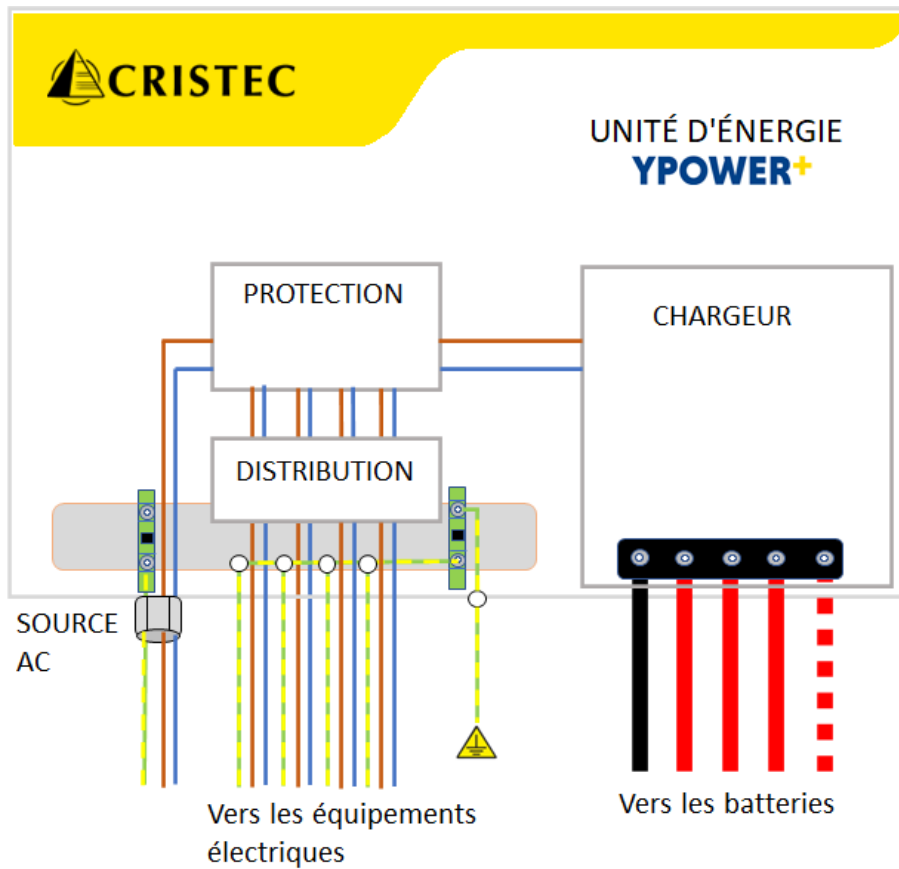 CRISTEC
UNITÉ D'ÉNERGIE
YPOWER+
PROTECTION
CHARGEUR
DISTRIBUTION
SOURCE
AC
Vers les équipements
électriques
Vers les batteries